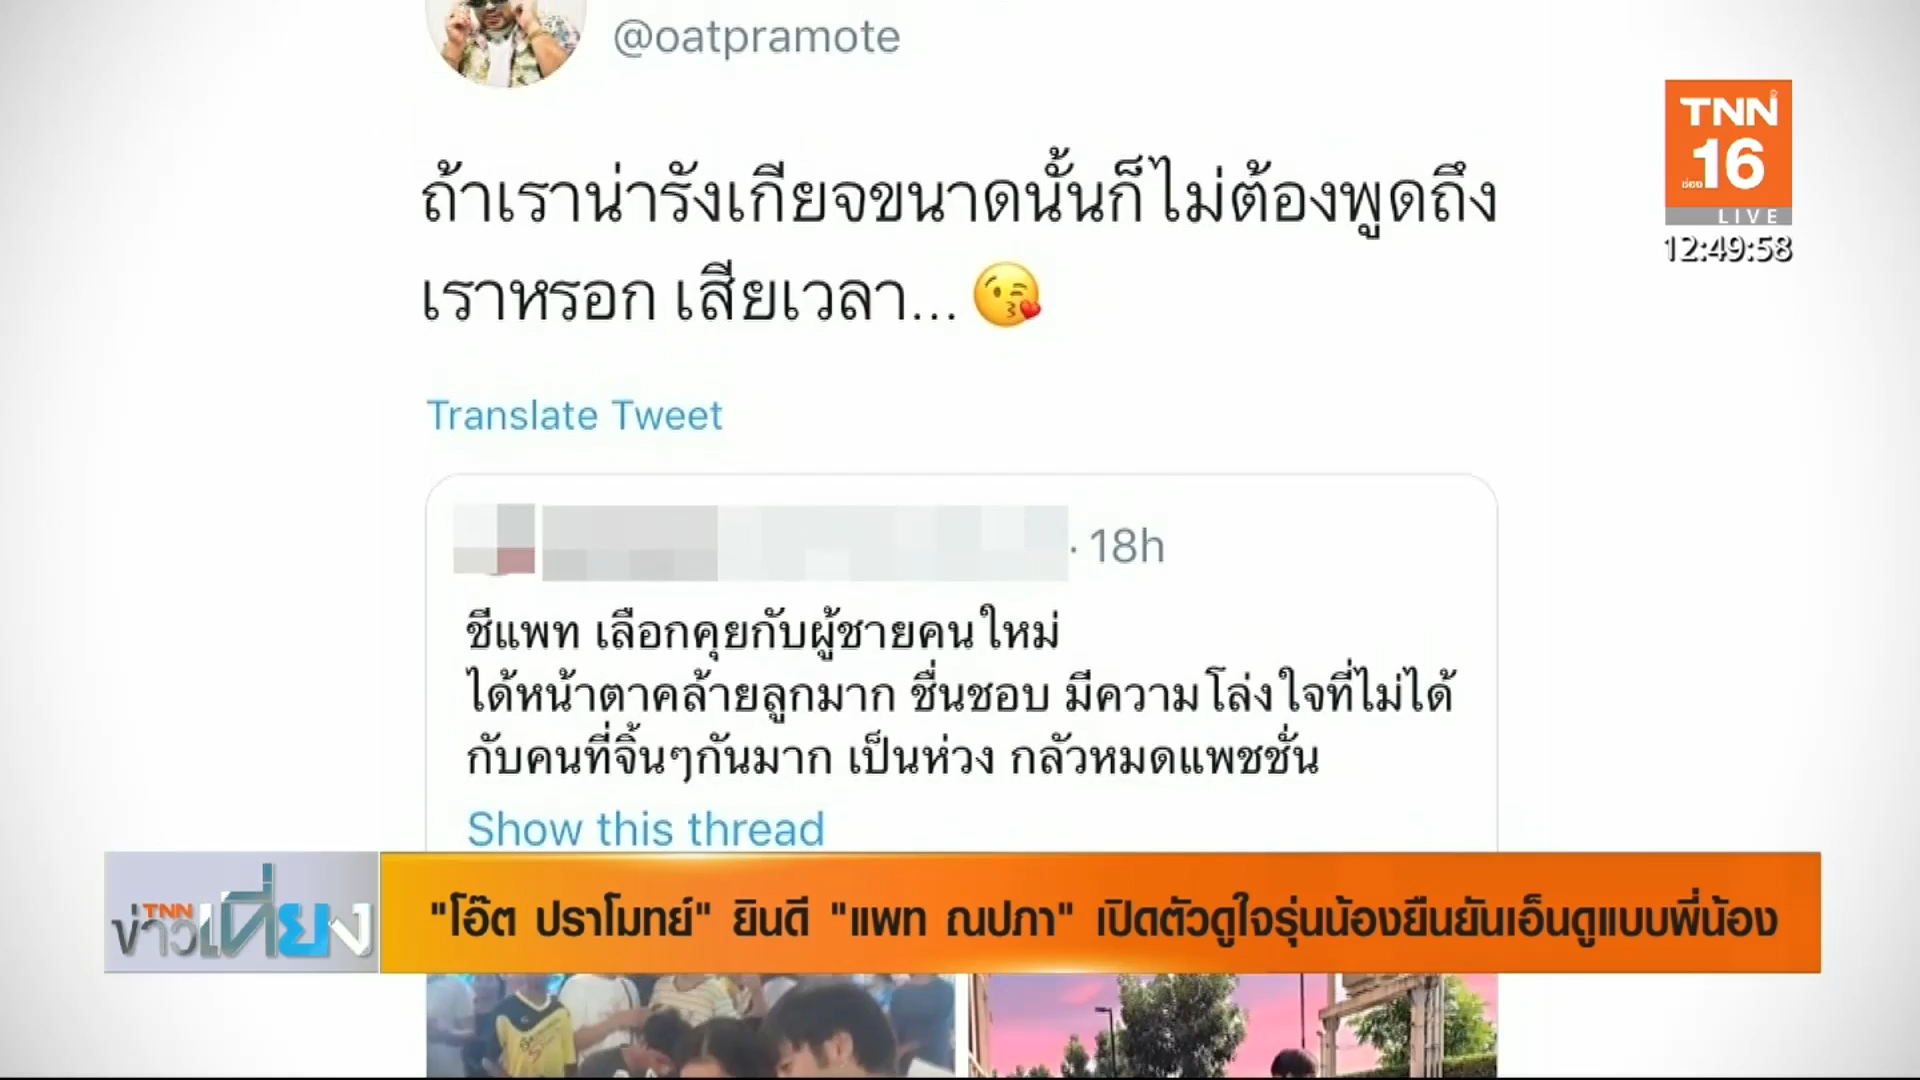 @oatpramote
TNN
ช่อง 16
LIVE
12:49:58
ถ้าเราน่ารังเกียจขนาดนั้นก็ไม่ต้องพูดถึง
เราหรอก เสียเวลา... 😘
Translate Tweet
· 18h
ชีแพท เลือกคุยกับผู้ชายคนใหม่
ได้หน้าตาคล้ายลูกมาก ชื่นชอบ มีความโล่งใจที่ไม่ได้
กับคนที่จิ้นๆกันมาก เป็นห่วง กลัวหมดแพชชั่น
Show this thread
TNN
ข่าวเที่ยง
"โอ๊ต ปราโมทย์" ยินดี "แพท ณปภา" เปิดตัวดูใจรุ่นน้องยืนยันเอ็นดูแบบพี่น้อง